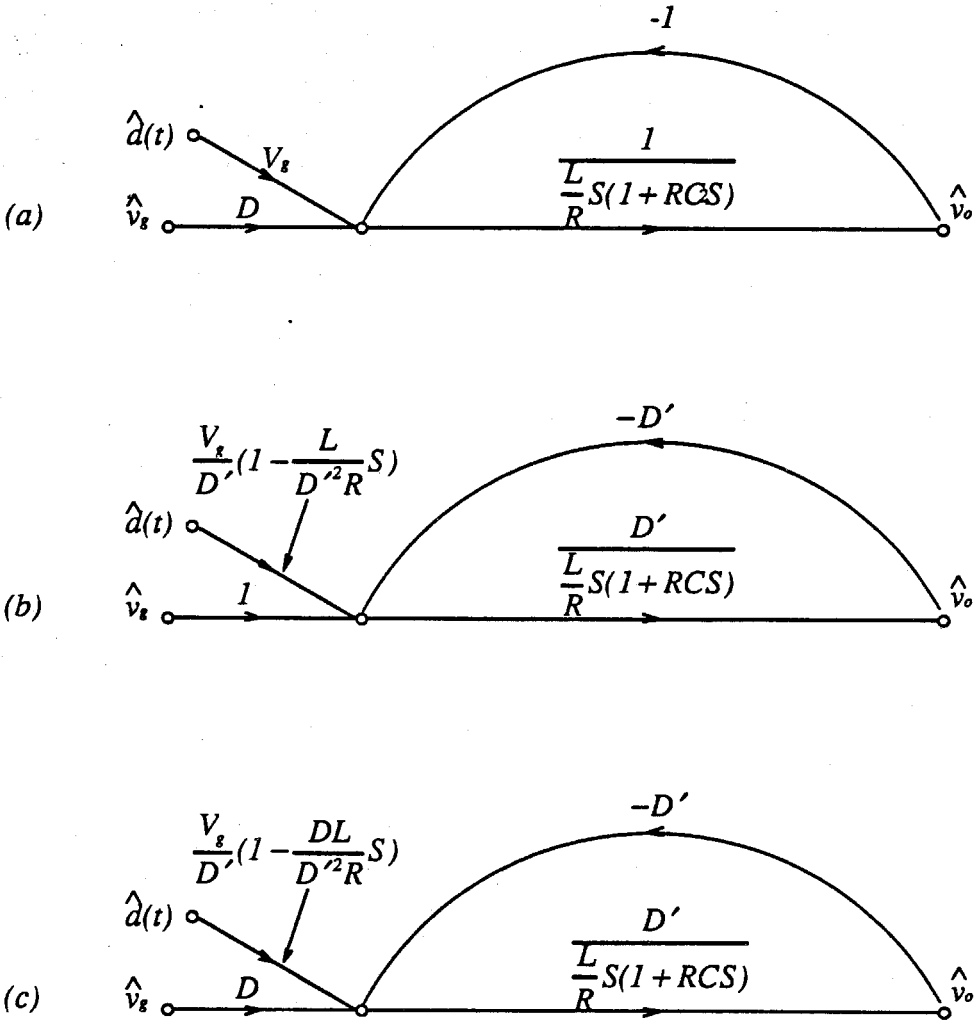 -1
d̂(t)
V_g
1
D
L/R S(1+RCS)
(a)
v̂_g
v̂_o
-D'
V_g/D' (1 - L/D'²R S)
d̂(t)
D'
1
L/R S(1+RCS)
(b)
v̂_g
v̂_o
-D'
V_g/D' (1 - DL/D'²R S)
d̂(t)
D'
D
L/R S(1+RCS)
(c)
v̂_g
v̂_o